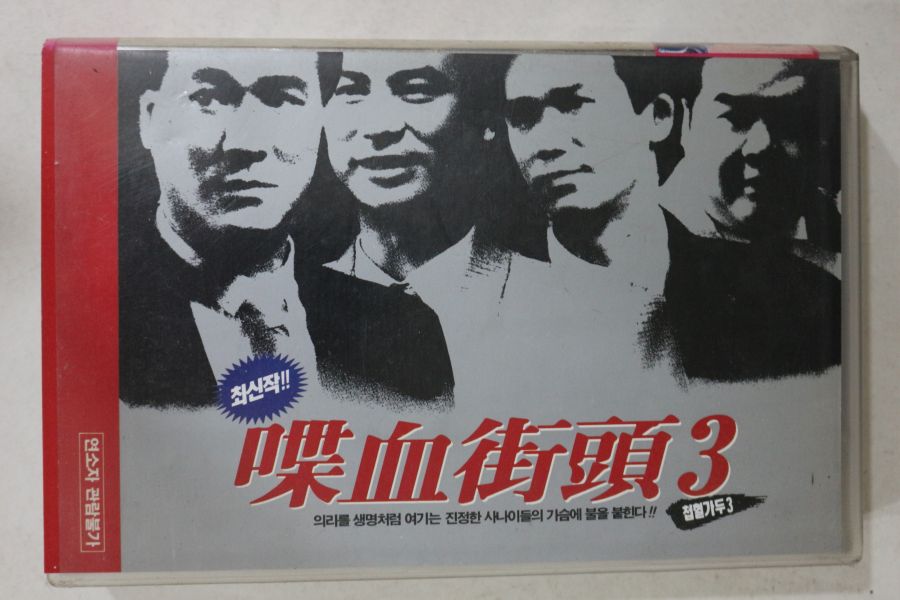 최신작!!
喋血街頭 3
첩혈가두 3
의리를 생명처럼 여기는 진정한 사나이들의 가슴에 불을 붙힌다!!
연소자 관람불가